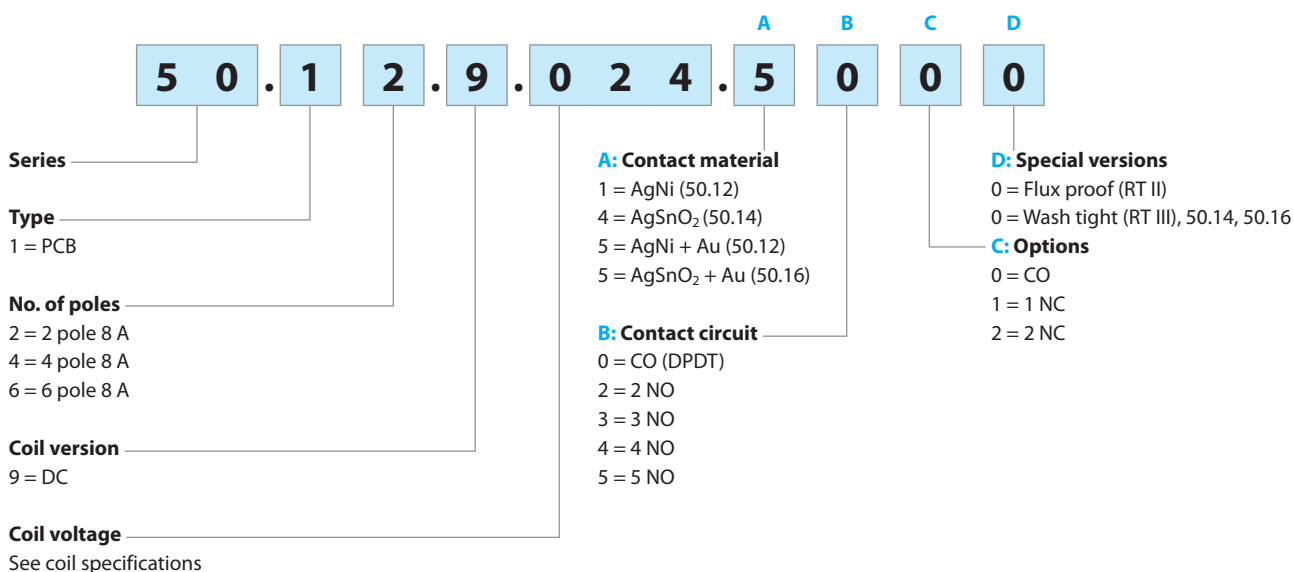 A B C D
5 0 . 1 2 . 9 . 0 2 4 . 5 0 0 0
Series
Type
1 = PCB
No. of poles
2 = 2 pole 8 A
4 = 4 pole 8 A
6 = 6 pole 8 A
Coil version
9 = DC
Coil voltage
See coil specifications
A: Contact material
1 = AgNi (50.12)
4 = AgSnO₂ (50.14)
5 = AgNi + Au (50.12)
5 = AgSnO₂ + Au (50.16)
B: Contact circuit
0 = CO (DPDT)
2 = 2 NO
3 = 3 NO
4 = 4 NO
5 = 5 NO
D: Special versions
0 = Flux proof (RT II)
0 = Wash tight (RT III), 50.14, 50.16
C: Options
0 = CO
1 = 1 NC
2 = 2 NC